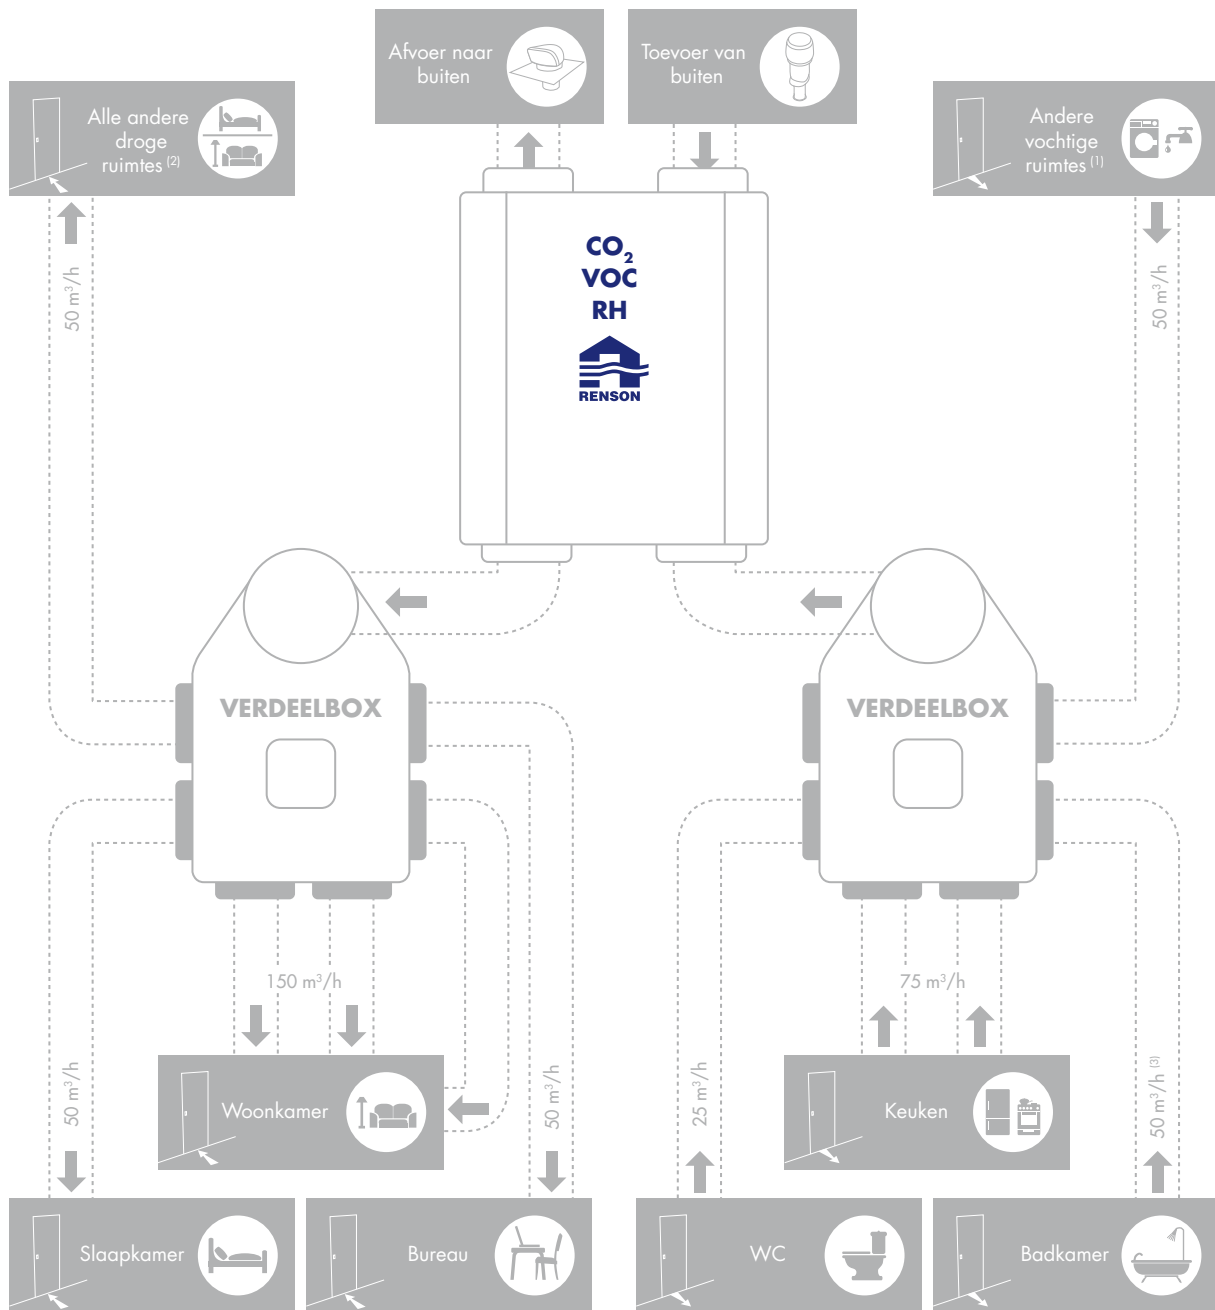 Afvoer naar
buiten
Toevoer van
buiten
Alle andere
droge
ruimtes (2)
Andere
vochtige
ruimtes (1)
CO₂
VOC
RH
RENSON
50 m³/h
50 m³/h
VERDEELBOX
VERDEELBOX
150 m³/h
75 m³/h
50 m³/h
Woonkamer
50 m³/h
25 m³/h
Keuken
50 m³/h (3)
Slaapkamer
Bureau
WC
Badkamer